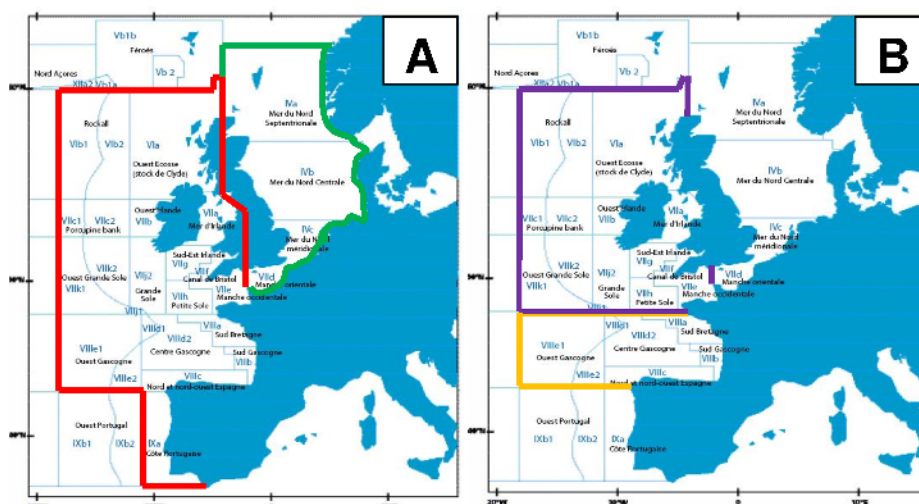 A
Vb1b
Féroés
Nord Açores
Vb 2
XIIa2
Vb1a
60°N
IVa
Mer du Nord
Septentrionale
Rockall
VIb1
VIb2
VIa
Ouest Ecosse
(stock de Clyde)
IVb
Mer du Nord Centrale
Ouest Irlande
VIIa
Mer d'Irlande
VIIc1
VIIc2
VIIb
Porcupine bank
IVc
Mer du Nord
méridionale
Sud-Est Irlande
VIIg
VIIk2
VIIj2
VIIf
VIId
Ouest Grande Sole
Canal de Bristol
VIIk1
Grande
Sole
VIIh
VIIe
Manche orientale
Petite Sole
Manche occidentale
VIIj1
VIIId1
VIIIa
VIIId2
Sud Bretagne
VIIIe1
Centre Gascogne
Sud Gascogne
Ouest Gascogne
VIIIb
VIIIe2
VIIIc
Nord et nord-ouest Espagne
Ouest Portugal
IXb1
IXb2
IXa
Côte Portugaise
B
Vb1b
Féroés
Nord Açores
Vb 2
XIIa2
Vb1a
60°N
IVa
Mer du Nord
Septentrionale
Rockall
VIb1
VIb2
VIa
Ouest Ecosse
(stock de Clyde)
IVb
Mer du Nord Centrale
Ouest Irlande
VIIa
Mer d'Irlande
VIIc1
VIIc2
VIIb
Porcupine bank
IVc
Mer du Nord
méridionale
Sud-Est Irlande
VIIg
50°N
VIIk2
VIIj2
VIIf
VIId
Ouest Grande Sole
Canal de Bristol
VIIk1
Grande
Sole
VIIh
VIIe
Manche orientale
Petite Sole
Manche occidentale
VIIId1
VIIIa
VIIId2
Sud Bretagne
VIIIe1
Centre Gascogne
Sud Gascogne
Ouest Gascogne
VIIIb
VIIIe2
VIIIc
Nord et nord-ouest Espagne
Ouest Portugal
IXb1
IXb2
IXa
Côte Portugaise
0
10°E